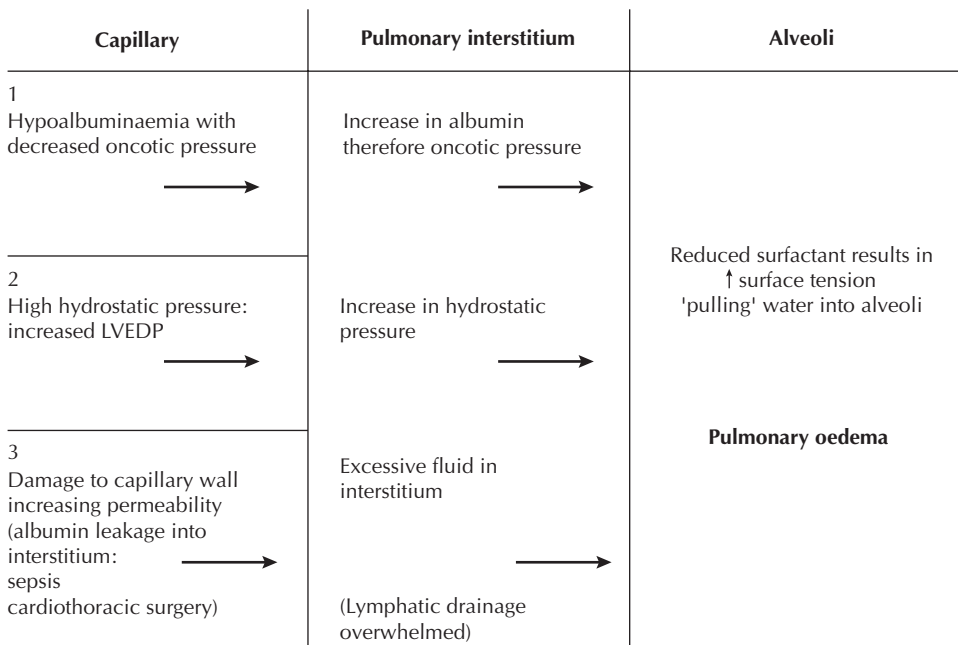 Capillary
Pulmonary interstitium
Alveoli
1
Hypoalbuminaemia with
decreased oncotic pressure
Increase in albumin
therefore oncotic pressure
2
High hydrostatic pressure:
increased LVEDP
Increase in hydrostatic
pressure
3
Damage to capillary wall
increasing permeability
(albumin leakage into
interstitium:
sepsis
cardiothoracic surgery)
Excessive fluid in
interstitium
(Lymphatic drainage
overwhelmed)
Reduced surfactant results in
↑ surface tension
'pulling' water into alveoli
Pulmonary oedema